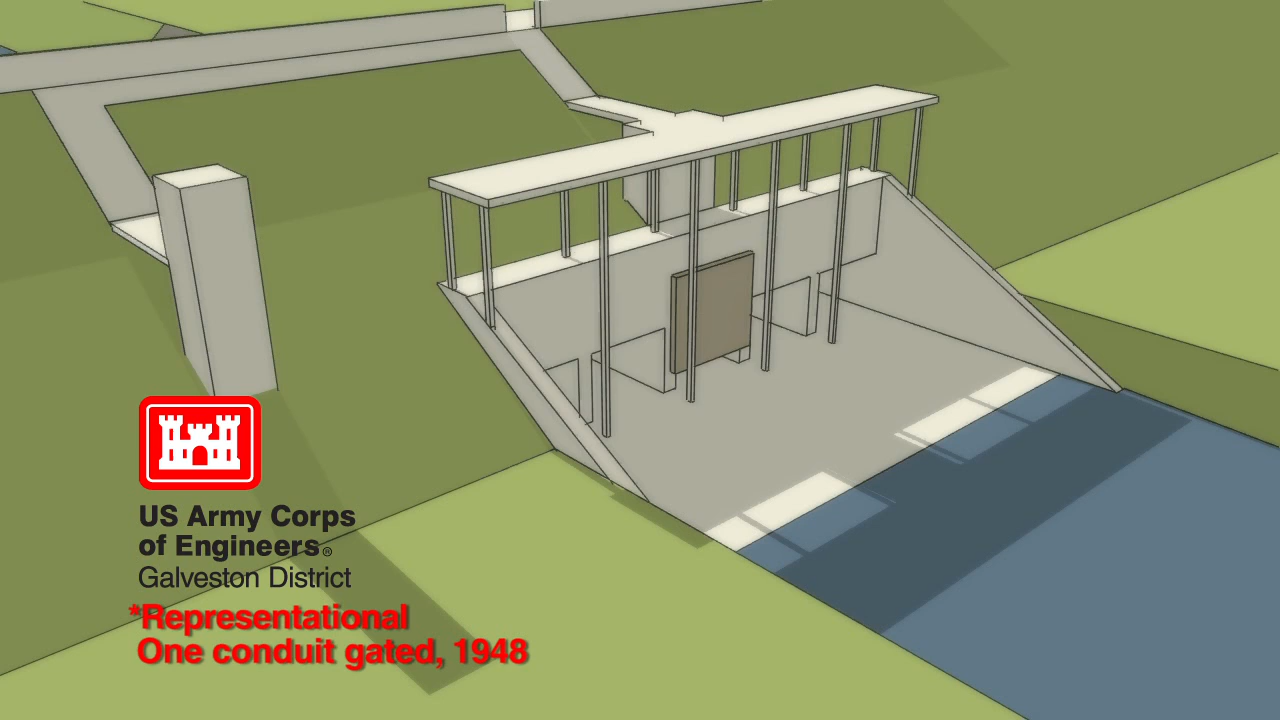 US Army Corps
of Engineers®
Galveston District
*Representational
One conduit gated, 1948